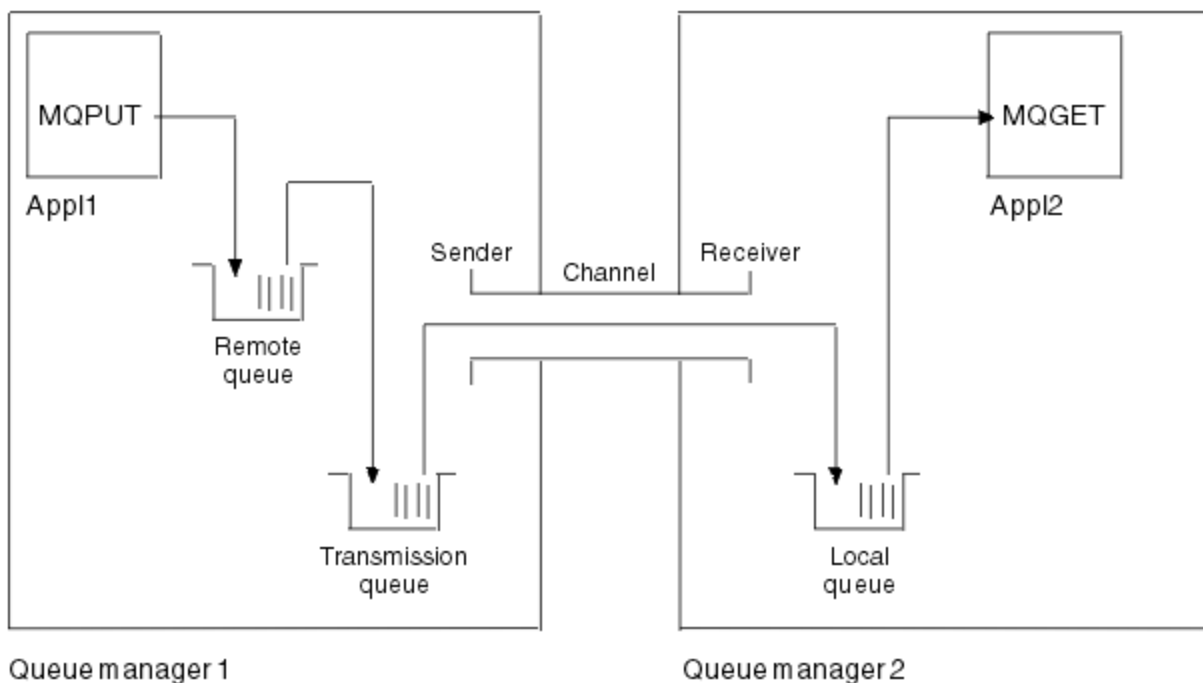 MQPUT
MQGET
Appl1
Appl2
Sender
Channel
Receiver
Remote
queue
Transmission
queue
Local
queue
Queue manager 1
Queue manager 2